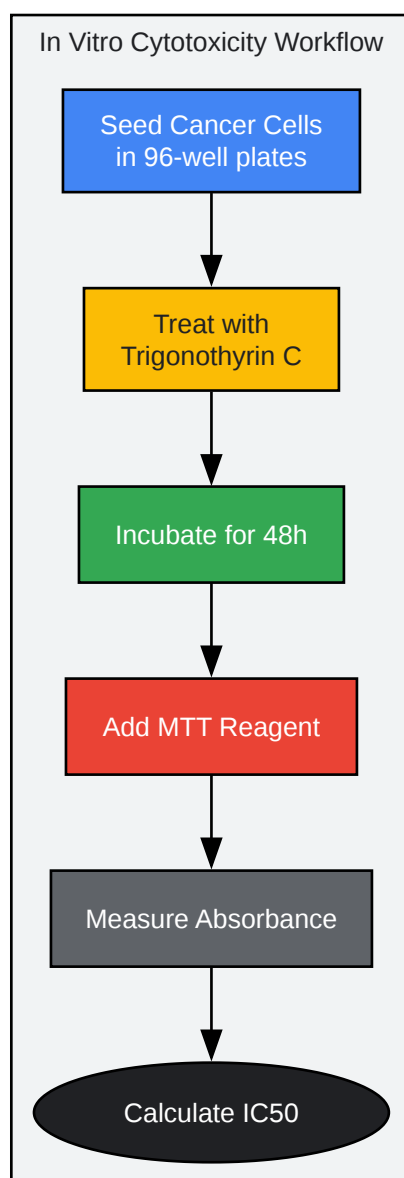 In Vitro Cytotoxicity Workflow
Seed Cancer Cells
in 96-well plates
Treat with
Trigonothyrin C
Incubate for 48h
Add MTT Reagent
Measure Absorbance
Calculate IC50